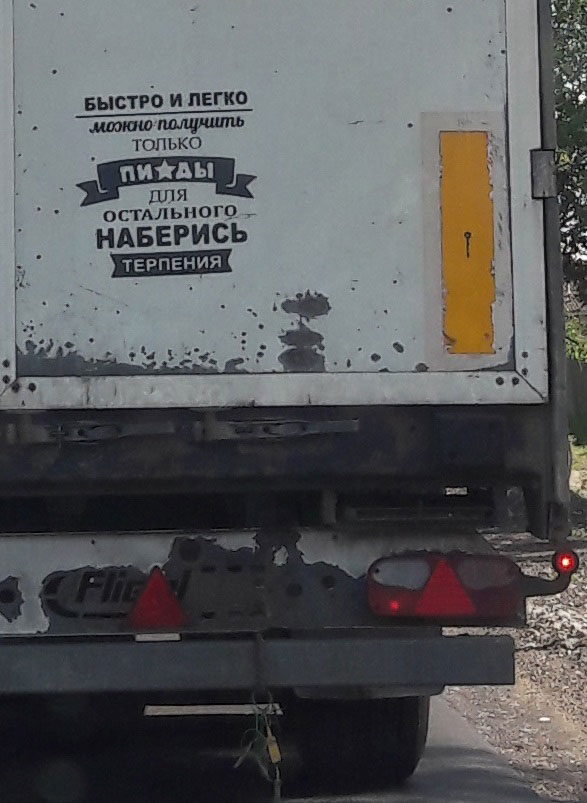 БЫСТРО И ЛЕГКО
можно получить
ТОЛЬКО
ПИ★ДЫ
ДЛЯ
ОСТАЛЬНОГО
НАБЕРИСЬ
ТЕРПЕНИЯ